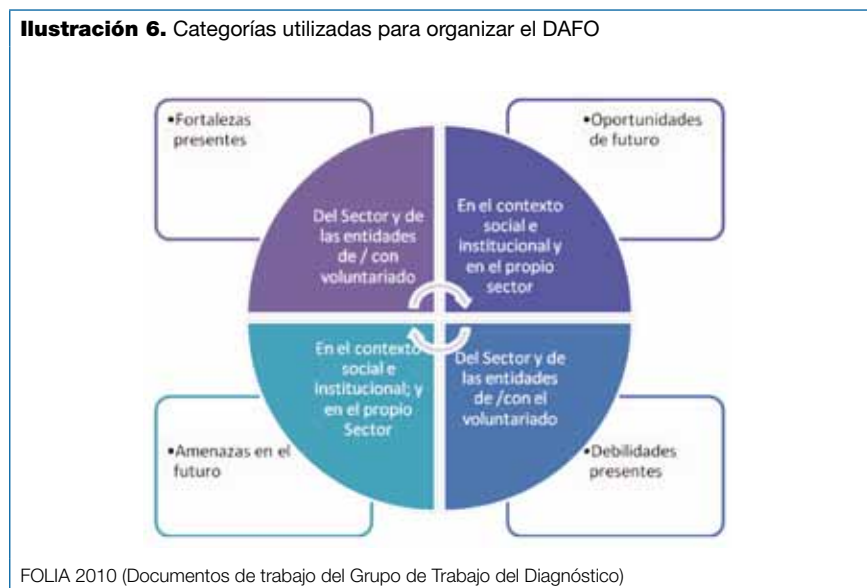 Ilustración 6. Categorías utilizadas para organizar el DAFO
•Fortalezas
presentes
•Oportunidades
de futuro
Del Sector y de
las entidades
de / con
voluntariado
En el contexto
social e
institucional y
en el propio
sector
En el contexto
social e
institucional; y
en el propio
Sector
Del Sector y de
las entidades
de /con el
voluntariado
•Amenazas en el
futuro
•Debilidades
presentes
FOLIA 2010 (Documentos de trabajo del Grupo de Trabajo del Diagnóstico)